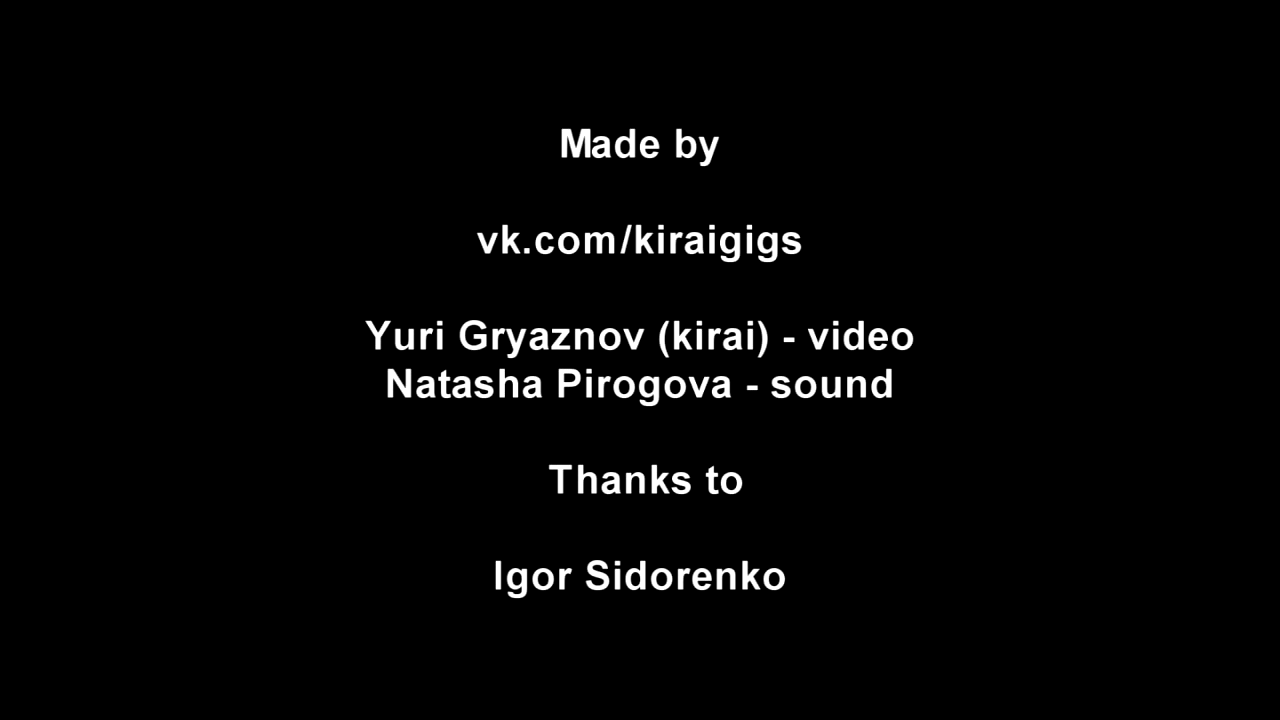 Made by
vk.com/kiraigigs
Yuri Gryaznov (kirai) - video
Natasha Pirogova - sound
Thanks to
Igor Sidorenko